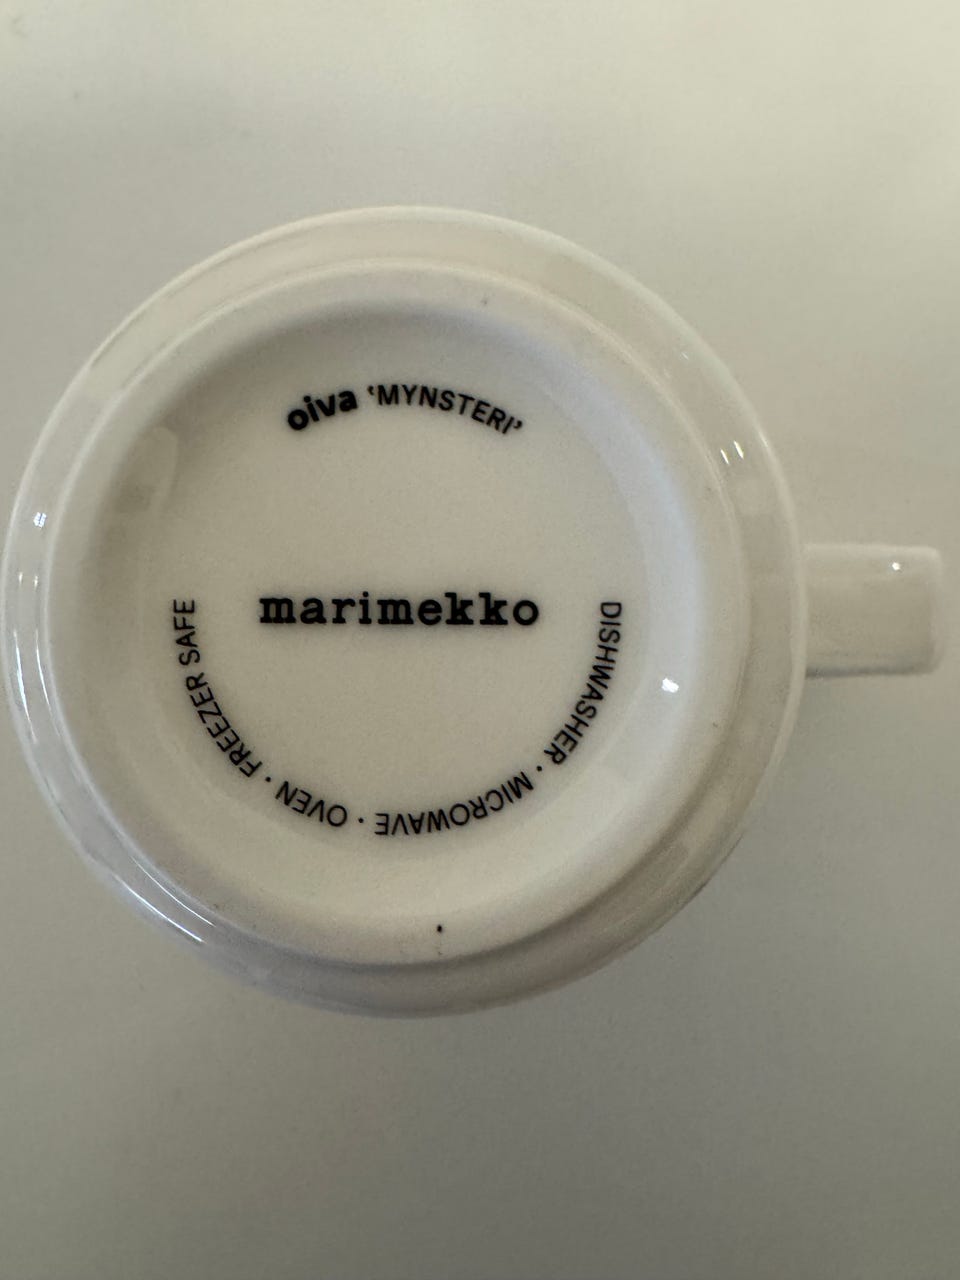 oiva ‘MYNSTERI’
marimekko
DISHWASHER · MICROWAVE · OVEN · FREEZER SAFE